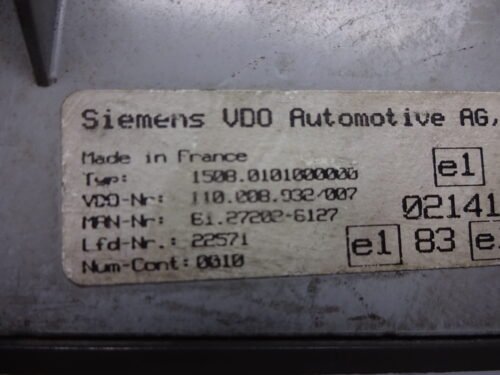 Siemens VDO Automotive AG,
Made in France
Typ: 1508.0101000000
VDO-Nr: 110.008.932/007
MAN-Nr: 61.27202-6127
Lfd-Nr.: 22571
Num-Cont: 0010
e1
02141
e1 83 e